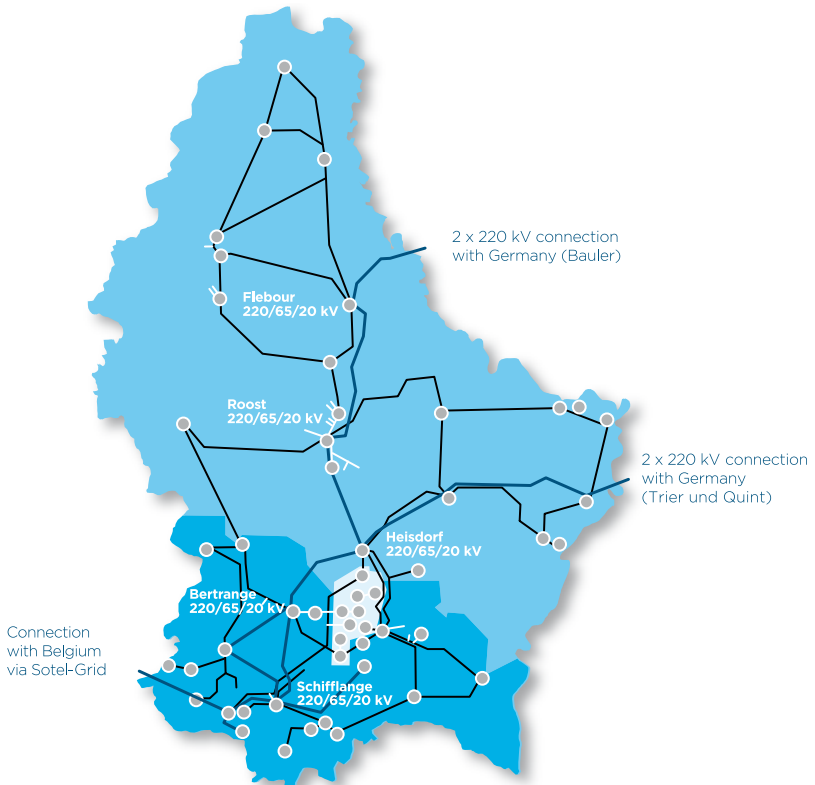 2 x 220 kV connection
with Germany (Bauler)
Flebour
220/65/20 kV
Roost
220/65/20 kV
2 x 220 kV connection
with Germany
(Trier und Quint)
Heisdorf
220/65/20 kV
Bertrange
220/65/20 kV
Connection
with Belgium
via Sotel-Grid
Schifflange
220/65/20 kV